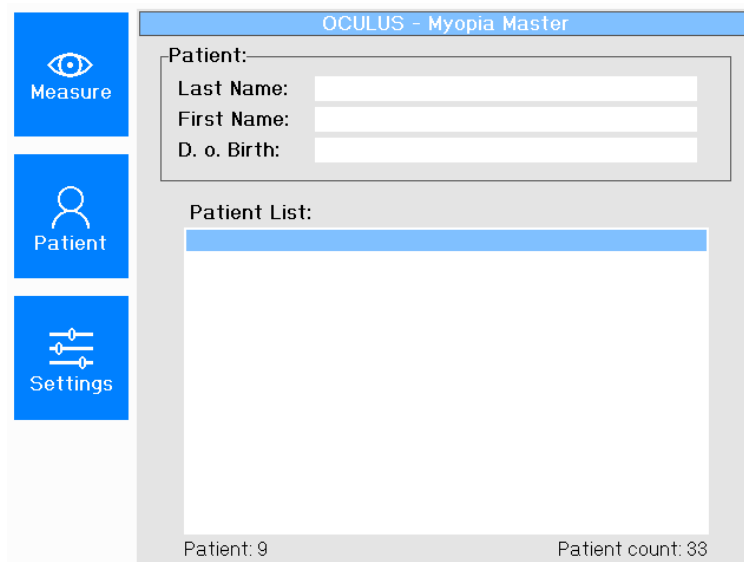 OCULUS - Myopia Master
Measure
Patient
Settings
Patient:
Last Name:
First Name:
D. o. Birth:
Patient List:
Patient: 9
Patient count: 33